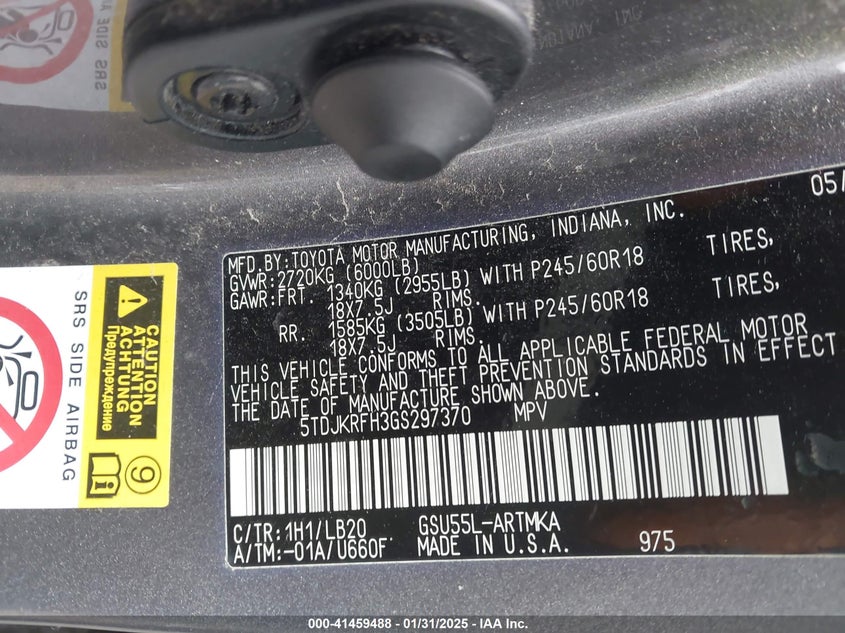 05/
MFD.BY:TOYOTA MOTOR MANUFACTURING, INDIANA, INC.
GVWR:2720KG (6000LB)
GAWR:FRT. 1340KG (2955LB) WITH P245/60R18 TIRES,
18X7.5J RIMS.
RR. 1585KG (3505LB) WITH P245/60R18 TIRES,
18X7.5J RIMS.
THIS VEHICLE CONFORMS TO ALL APPLICABLE FEDERAL MOTOR
VEHICLE SAFETY AND THEFT PREVENTION STANDARDS IN EFFECT
THE DATE OF MANUFACTURE SHOWN ABOVE.
5TDJKRFH3GS297370 MPV
C/TR:1H1/LB20 GSU55L-ARTMKA
A/TM:-01A/U660F MADE IN U.S.A. 975
SRS SIDE AIRBAG
CAUTION
ATTENTION
ACHTUNG
Предупреждение
9
000-41459488 - 01/31/2025 - IAA Inc.